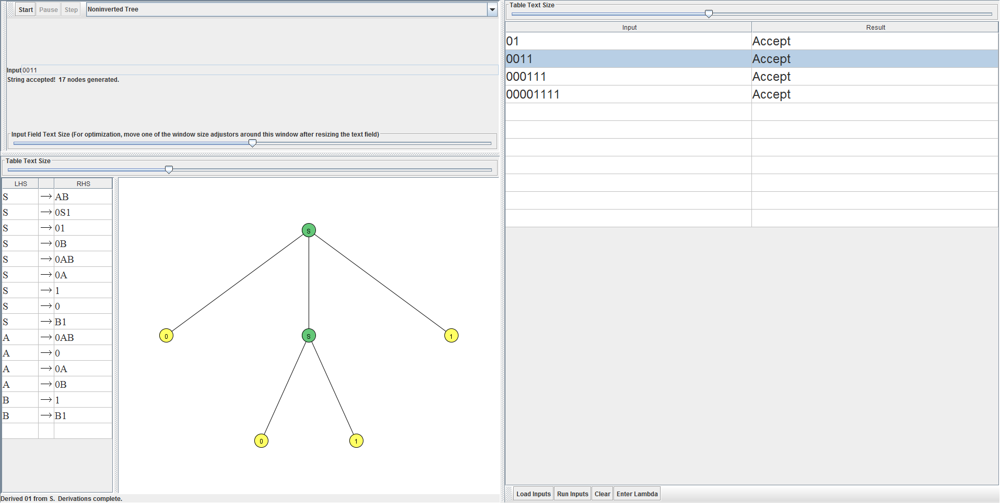 Start Pause Step Noninverted Tree
Input 0011
String accepted! 17 nodes generated.
Input Field Text Size (For optimization, move one of the window size adjustors around this window after resizing the text field)
Table Text Size
LHS RHS
S → AB
S → 0S1
S → 01
S → 0B
S → 0AB
S → 0A
S → 1
S → 0
S → B1
A → 0AB
A → 0
A → 0A
A → 0B
B → 1
B → B1
S
0 S 1
0 1
Derived 01 from S. Derivations complete.
Table Text Size
Input Result
01 Accept
0011 Accept
000111 Accept
00001111 Accept
Load Inputs Run Inputs Clear Enter Lambda